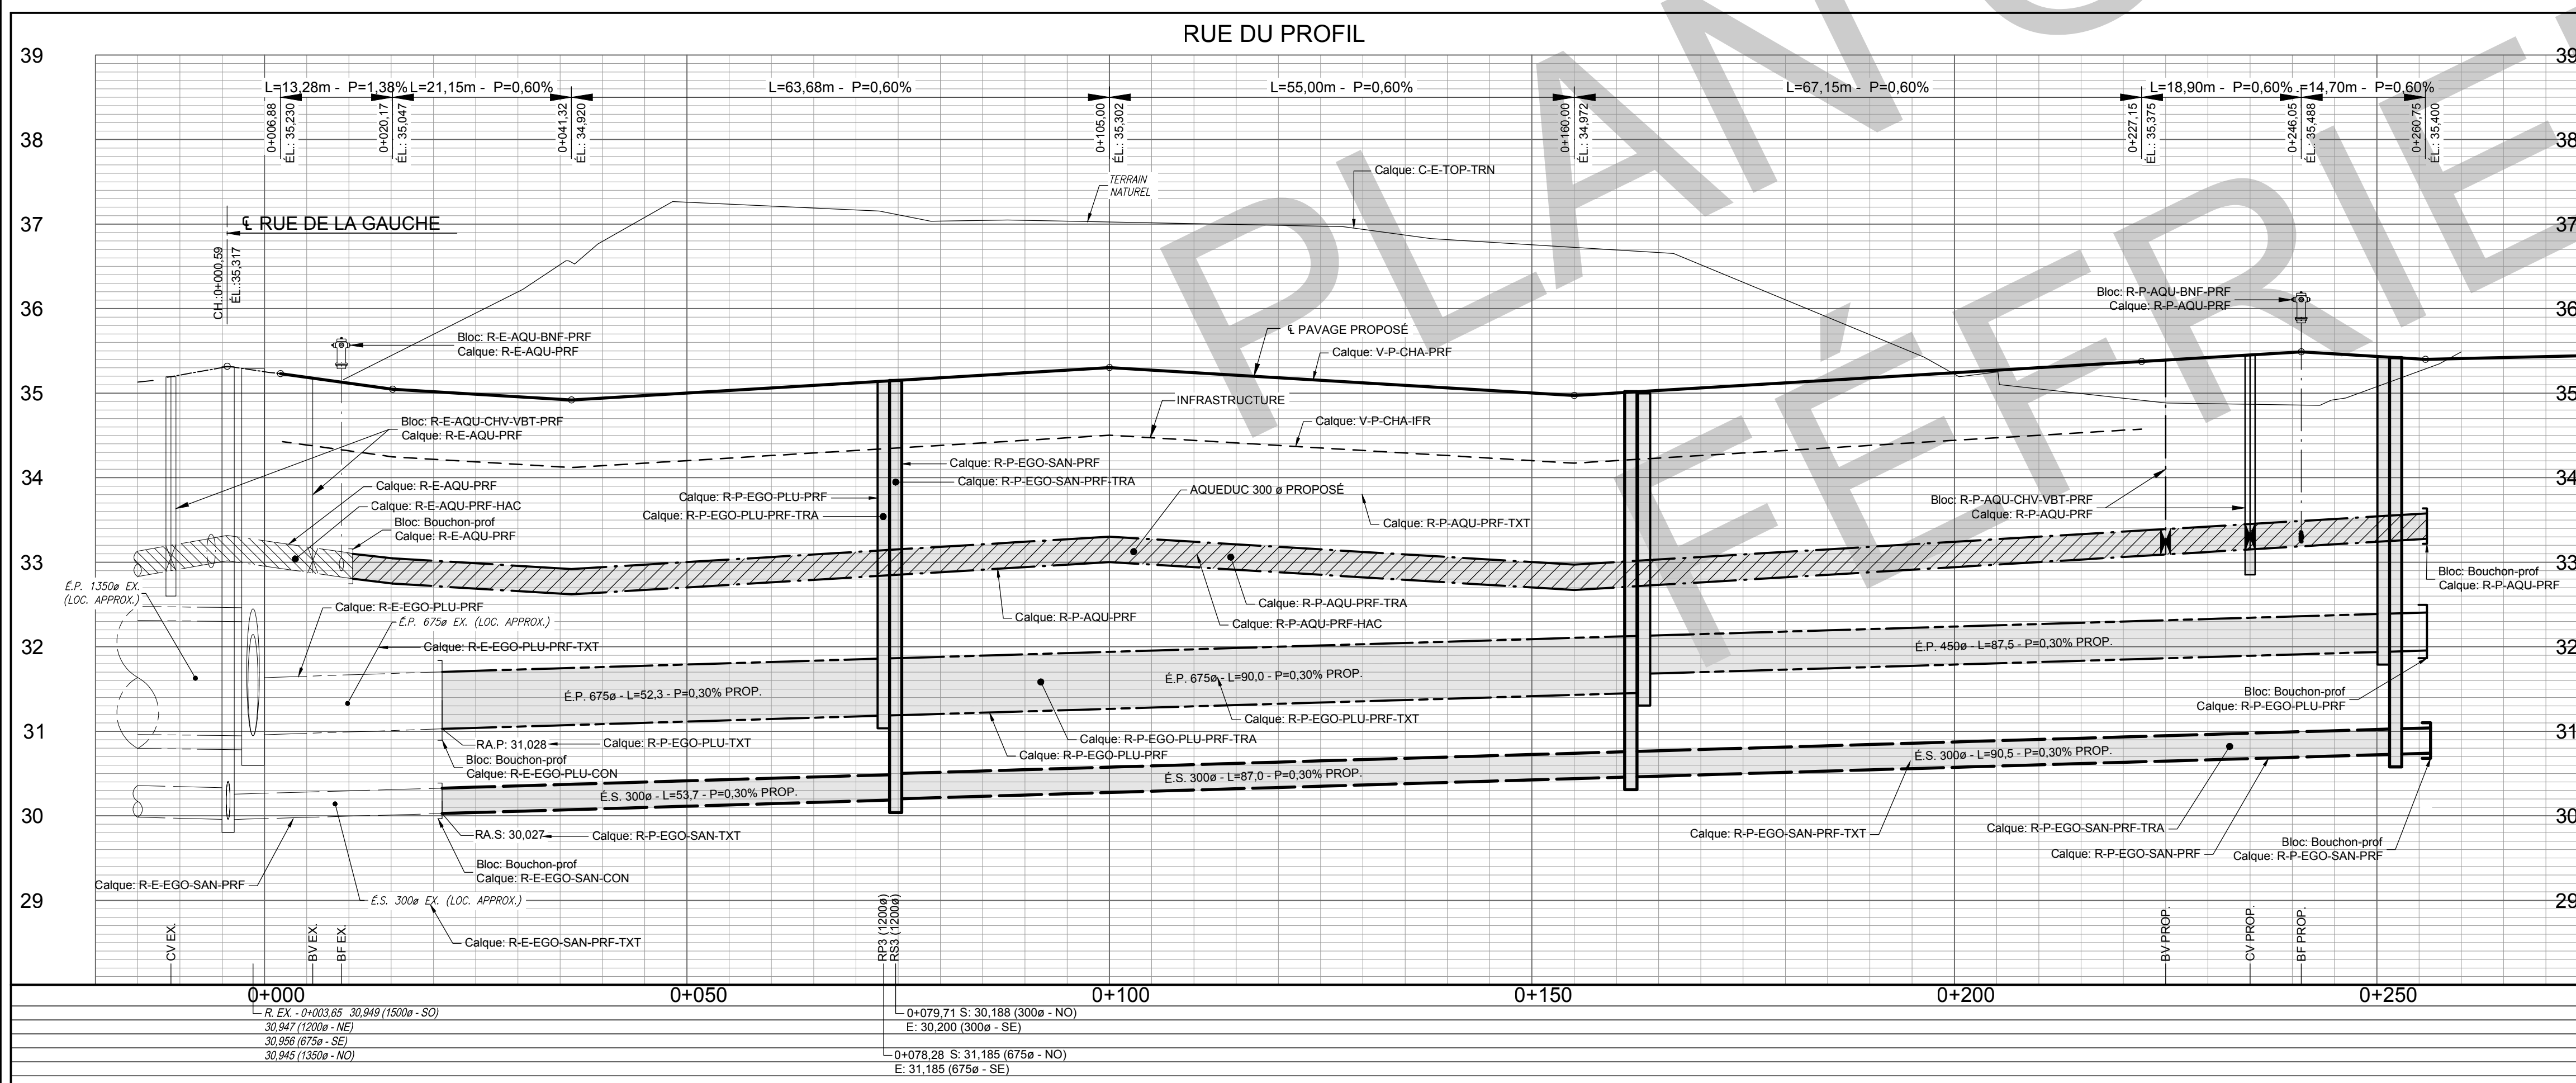 RUE DU PROFIL
39
38
37
36
35
34
33
32
31
30
29
39
38
37
36
35
34
33
32
31
30
29
L=13,28m - P=1,38%
L=21,15m - P=0,60%
L=63,68m - P=0,60%
L=55,00m - P=0,60%
L=67,15m - P=0,60%
L=18,90m - P=0,60%
=14,70m - P=0,60%
0+006,88
ÉL.: 35,230
0+020,17
ÉL.: 35,047
0+041,32
ÉL.: 34,920
0+105,00
ÉL.: 35,302
0+160,00
ÉL.: 34,972
0+227,15
ÉL.: 35,375
0+246,05
ÉL.: 35,488
0+260,75
ÉL.: 35,400
PLAN
FÉFRIE
℄ RUE DE LA GAUCHE
CH.:0+000,59
ÉL.:35,317
TERRAIN
NATUREL
Calque: C-E-TOP-TRN
Bloc: R-E-AQU-BNF-PRF
Calque: R-E-AQU-PRF
Bloc: R-P-AQU-BNF-PRF
Calque: R-P-AQU-PRF
℄ PAVAGE PROPOSÉ
Calque: V-P-CHA-PRF
INFRASTRUCTURE
Calque: V-P-CHA-IFR
Bloc: R-E-AQU-CHV-VBT-PRF
Calque: R-E-AQU-PRF
Calque: R-E-AQU-PRF
Calque: R-E-AQU-PRF-HAC
Bloc: Bouchon-prof
Calque: R-E-AQU-PRF
Calque: R-P-EGO-SAN-PRF
Calque: R-P-EGO-SAN-PRF-TRA
Calque: R-P-EGO-PLU-PRF
Calque: R-P-EGO-PLU-PRF-TRA
AQUEDUC 300 ø PROPOSÉ
Calque: R-P-AQU-PRF-TXT
Bloc: R-P-AQU-CHV-VBT-PRF
Calque: R-P-AQU-PRF
Bloc: Bouchon-prof
Calque: R-P-AQU-PRF
É.P. 1350ø EX.
(LOC. APPROX.)
Calque: R-E-EGO-PLU-PRF
É.P. 675ø EX. (LOC. APPROX.)
Calque: R-E-EGO-PLU-PRF-TXT
Calque: R-P-AQU-PRF
Calque: R-P-AQU-PRF-TRA
Calque: R-P-AQU-PRF-HAC
É.P. 675ø - L=52,3 - P=0,30% PROP.
É.P. 675ø - L=90,0 - P=0,30% PROP.
É.P. 450ø - L=87,5 - P=0,30% PROP.
Bloc: Bouchon-prof
Calque: R-P-EGO-PLU-PRF
Calque: R-P-EGO-PLU-PRF-TXT
Calque: R-P-EGO-PLU-PRF-TRA
Calque: R-P-EGO-PLU-PRF
RA.P: 31,028
Calque: R-P-EGO-PLU-TXT
Bloc: Bouchon-prof
Calque: R-E-EGO-PLU-CON
É.S. 300ø - L=53,7 - P=0,30% PROP.
É.S. 300ø - L=87,0 - P=0,30% PROP.
É.S. 300ø - L=90,5 - P=0,30% PROP.
RA.S: 30,027
Calque: R-P-EGO-SAN-TXT
Calque: R-P-EGO-SAN-PRF-TXT
Calque: R-P-EGO-SAN-PRF-TRA
Calque: R-P-EGO-SAN-PRF
Bloc: Bouchon-prof
Calque: R-P-EGO-SAN-PRF
Bloc: Bouchon-prof
Calque: R-E-EGO-SAN-CON
Calque: R-E-EGO-SAN-PRF
É.S. 300ø EX. (LOC. APPROX.)
Calque: R-E-EGO-SAN-PRF-TXT
CV EX.
BV EX.
BF EX.
RP3 (1200ø)
RS3 (1200ø)
BV PROP.
CV PROP.
BF PROP.
0+000
0+050
0+100
0+150
0+200
0+250
R. EX. - 0+003,65 30,949 (1500ø - SO)
30,947 (1200ø - NE)
30,956 (675ø - SE)
30,945 (1350ø - NO)
0+079,71 S: 30,188 (300ø - NO)
E: 30,200 (300ø - SE)
0+078,28 S: 31,185 (675ø - NO)
E: 31,185 (675ø - SE)